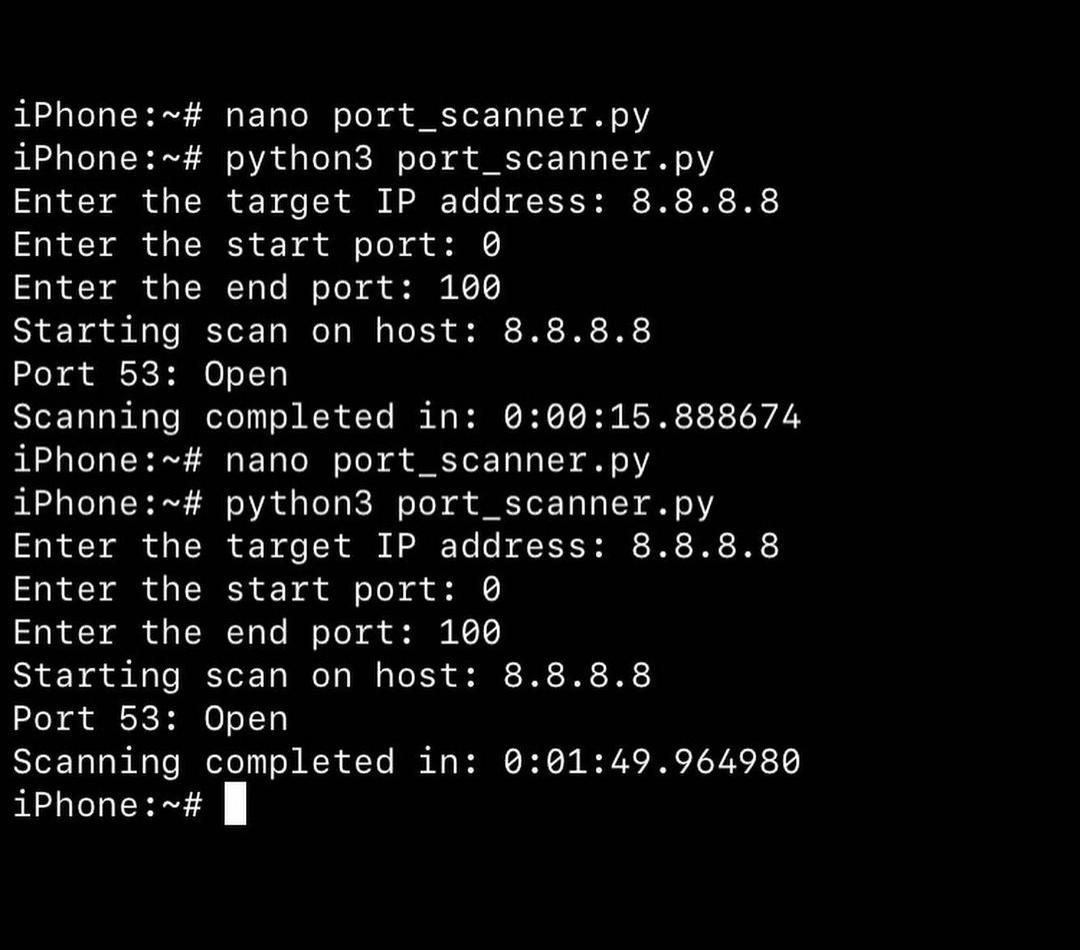 iPhone:~# nano port_scanner.py
iPhone:~# python3 port_scanner.py
Enter the target IP address: 8.8.8.8
Enter the start port: 0
Enter the end port: 100
Starting scan on host: 8.8.8.8
Port 53: Open
Scanning completed in: 0:00:15.888674
iPhone:~# nano port_scanner.py
iPhone:~# python3 port_scanner.py
Enter the target IP address: 8.8.8.8
Enter the start port: 0
Enter the end port: 100
Starting scan on host: 8.8.8.8
Port 53: Open
Scanning completed in: 0:01:49.964980
iPhone:~#